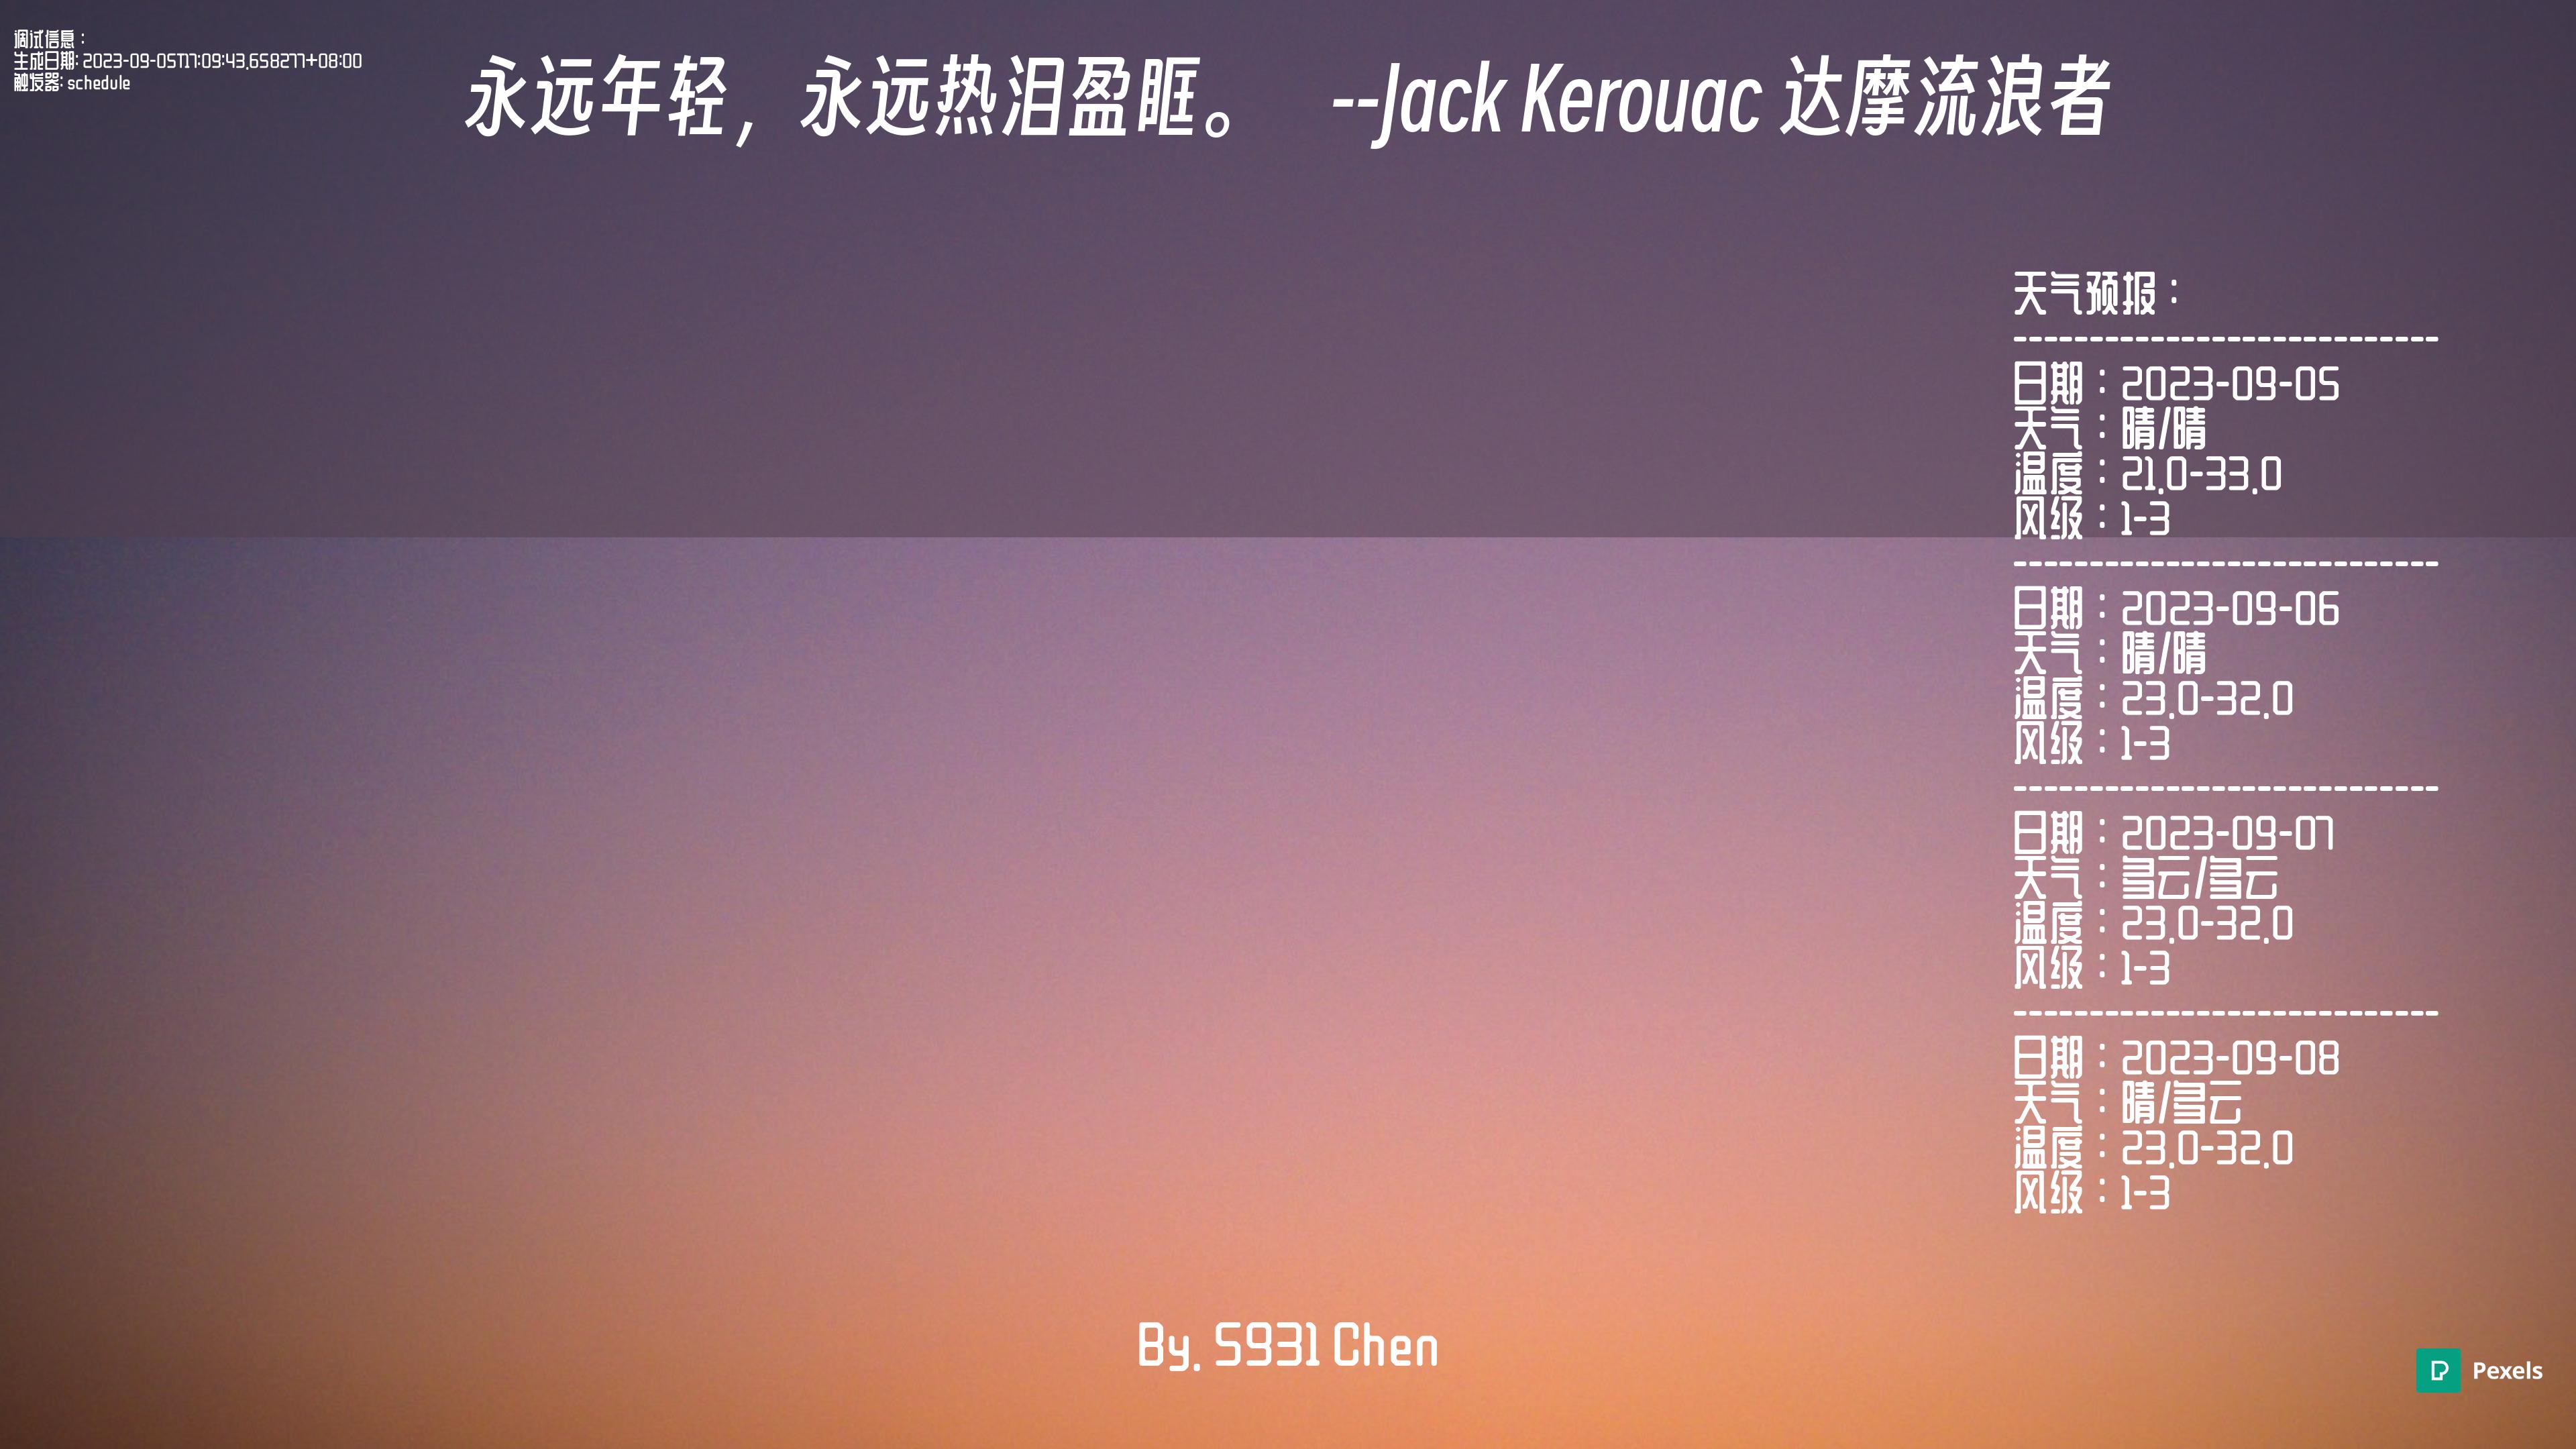 调试信息：
生成日期: 2023-09-05T17:09:43.658277+08:00
触发器: schedule
永远年轻，永远热泪盈眶。 --Jack Kerouac 达摩流浪者
天气预报：
----------------------------
日期：2023-09-05
天气：晴/晴
温度：21.0-33.0
风级：1-3
----------------------------
日期：2023-09-06
天气：晴/晴
温度：23.0-32.0
风级：1-3
----------------------------
日期：2023-09-07
天气：多云/多云
温度：23.0-32.0
风级：1-3
----------------------------
日期：2023-09-08
天气：晴/多云
温度：23.0-32.0
风级：1-3
By. S931 Chen
Pexels